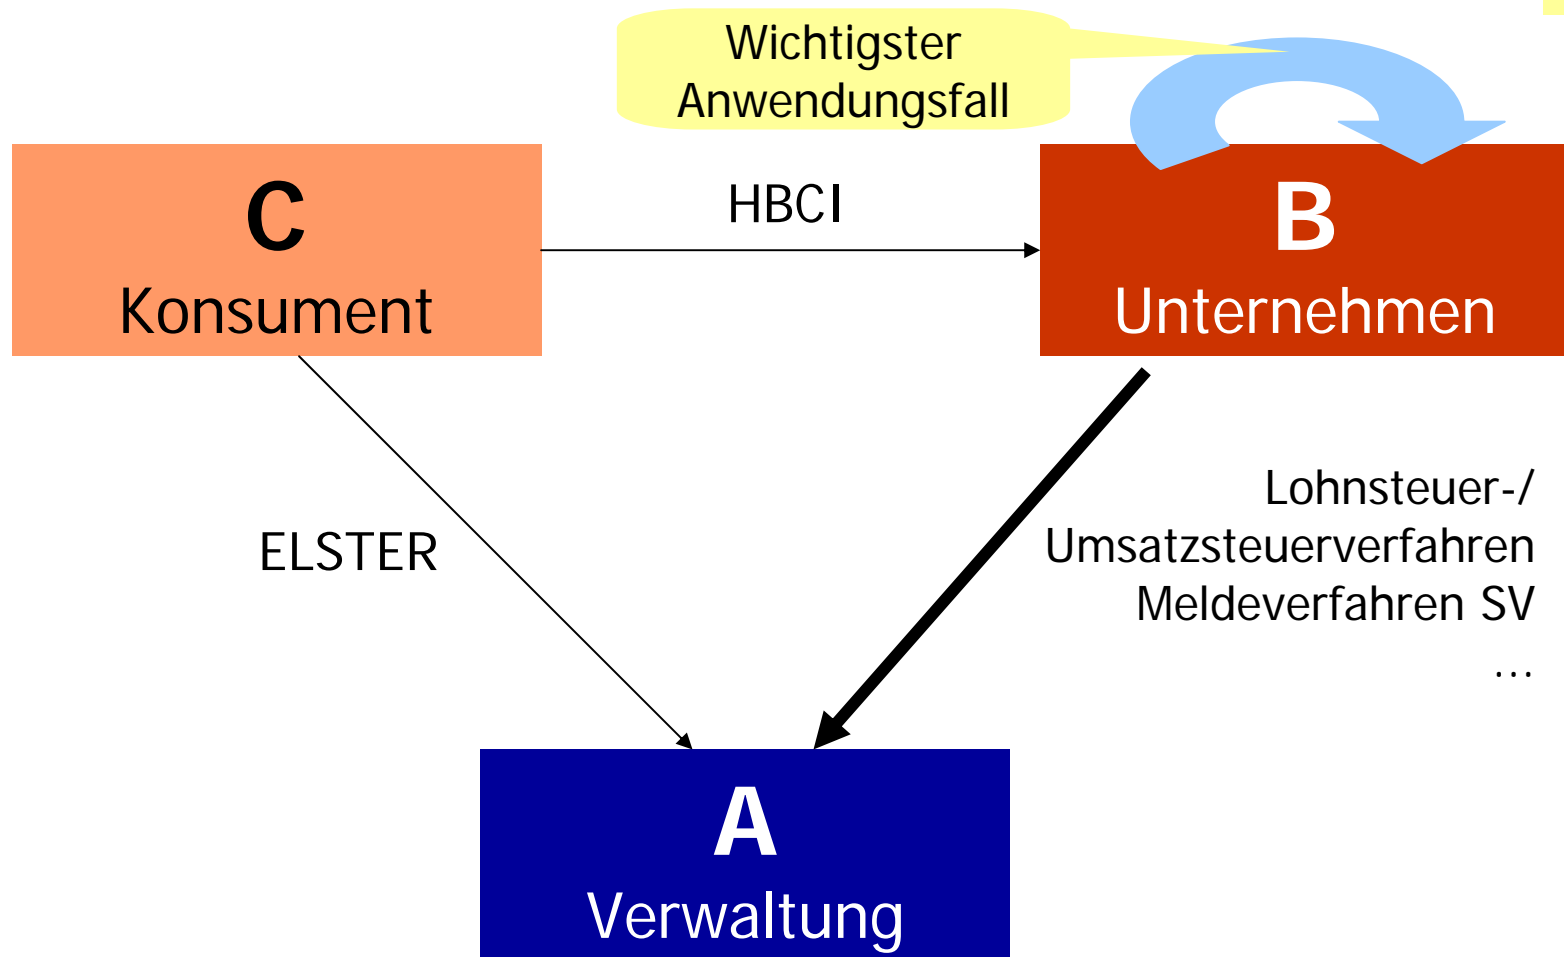 Wichtigster
Anwendungsfall
C
Konsument
HBCI
B
Unternehmen
ELSTER
Lohnsteuer-/
Umsatzsteuerverfahren
Meldeverfahren SV
...
A
Verwaltung